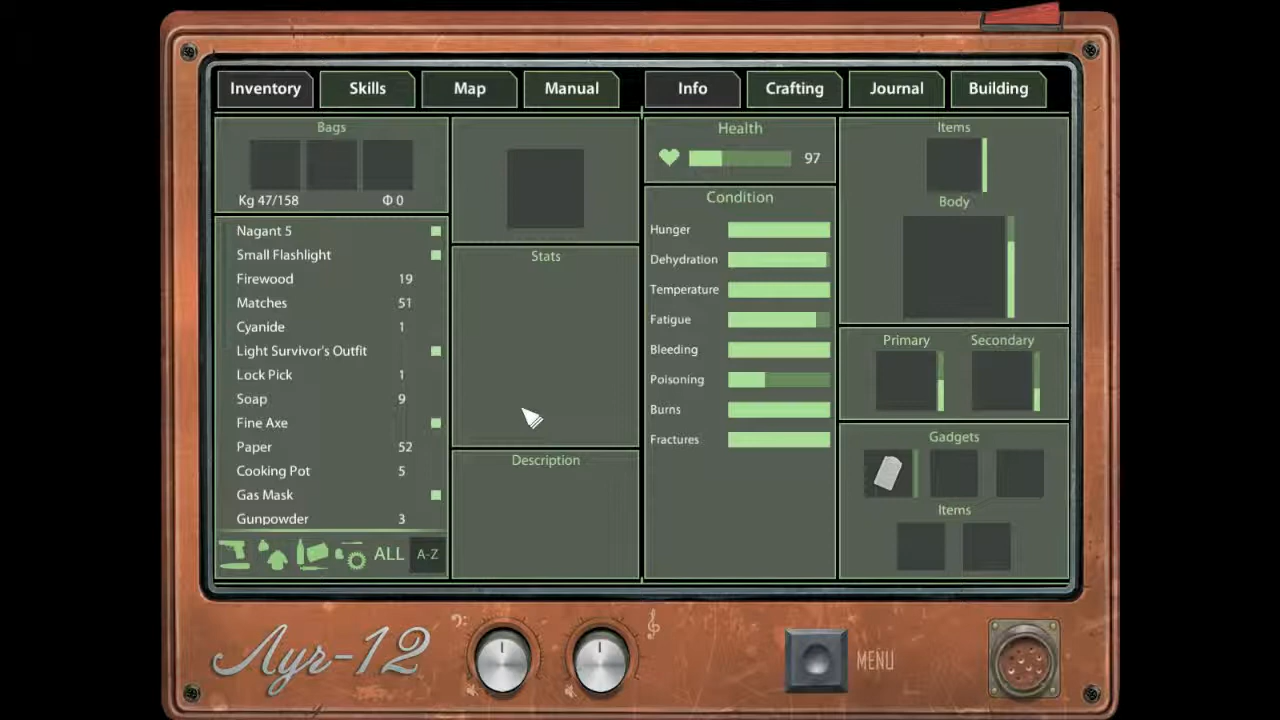 Inventory
Skills
Map
Manual
Info
Crafting
Journal
Building
Bags
Kg 47/158
Φ 0
Nagant 5
Small Flashlight
Firewood 19
Matches 51
Cyanide 1
Light Survivor's Outfit
Lock Pick 1
Soap 9
Fine Axe
Paper 52
Cooking Pot 5
Gas Mask
Gunpowder 3
ALL
A-Z
Stats
Description
Health
97
Condition
Hunger
Dehydration
Temperature
Fatigue
Bleeding
Poisoning
Burns
Fractures
Items
Body
Primary
Secondary
Gadgets
Items
Луч-12
MENU